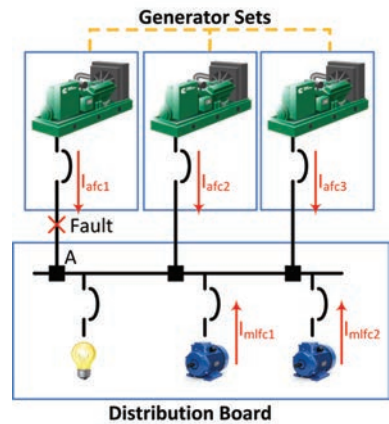 Generator Sets
Iafc1
Iafc2
Iafc3
Fault
A
Imlfc1
Imlfc2
Distribution Board